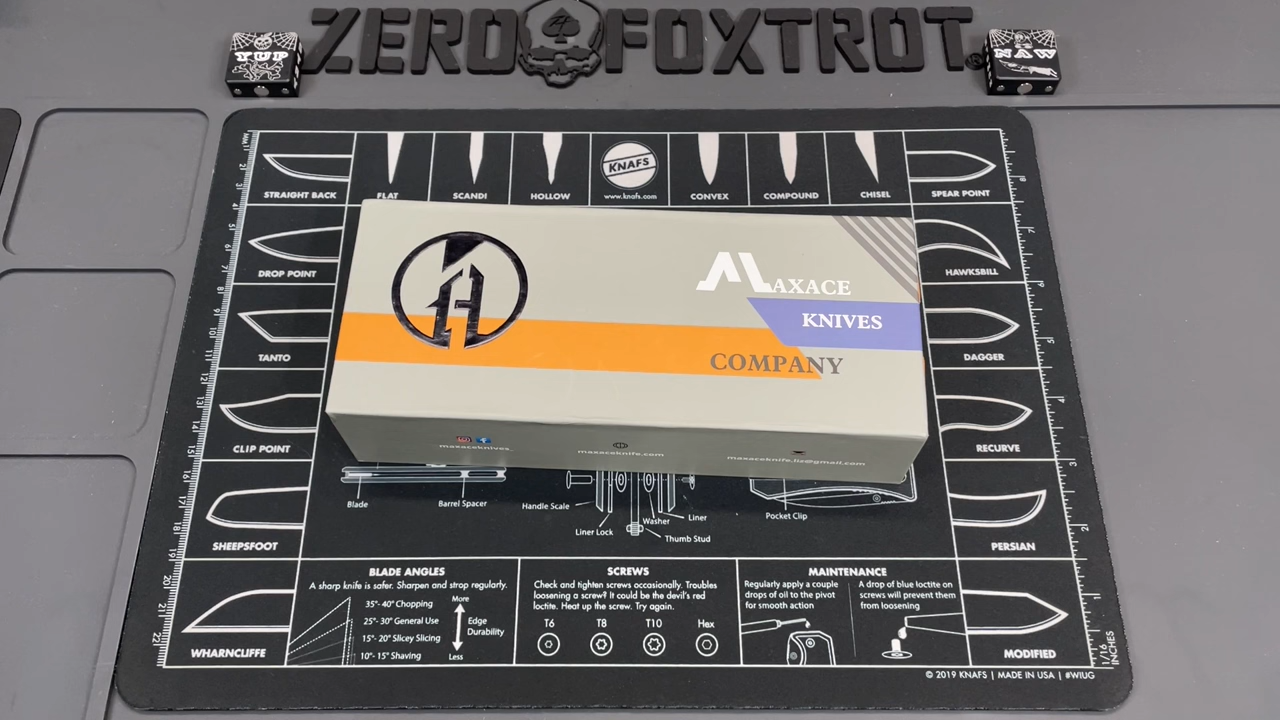 ZERO FOXTROT
YUP
NAW
MM
STRAIGHT BACK
FLAT
SCANDI
HOLLOW
KNAFS
www.knafs.com
CONVEX
COMPOUND
CHISEL
SPEAR POINT
DROP POINT
HAWKSBILL
TANTO
DAGGER
CLIP POINT
RECURVE
SHEEPSFOOT
PERSIAN
WHARNCLIFFE
MODIFIED
MAXACE
KNIVES
COMPANY
maxaceknives
maxaceknife.com
maxaceknife.liz@gmail.com
Blade
Barrel Spacer
Handle Scale
Liner Lock
Washer
Liner
Thumb Stud
Pocket Clip
BLADE ANGLES
A sharp knife is safer. Sharpen and strop regularly.
35°- 40° Chopping
25°- 30° General Use
15°- 20° Slicey Slicing
10°- 15° Shaving
More
Edge
Durability
Less
SCREWS
Check and tighten screws occasionally. Troubles
loosening a screw? It could be the devil's red
loctite. Heat up the screw. Try again.
T6 T8 T10 Hex
MAINTENANCE
Regularly apply a couple
drops of oil to the pivot
for smooth action
A drop of blue loctite on
screws will prevent them
from loosening
1/16
INCHES
© 2019 KNAFS | MADE IN USA | #WIUG